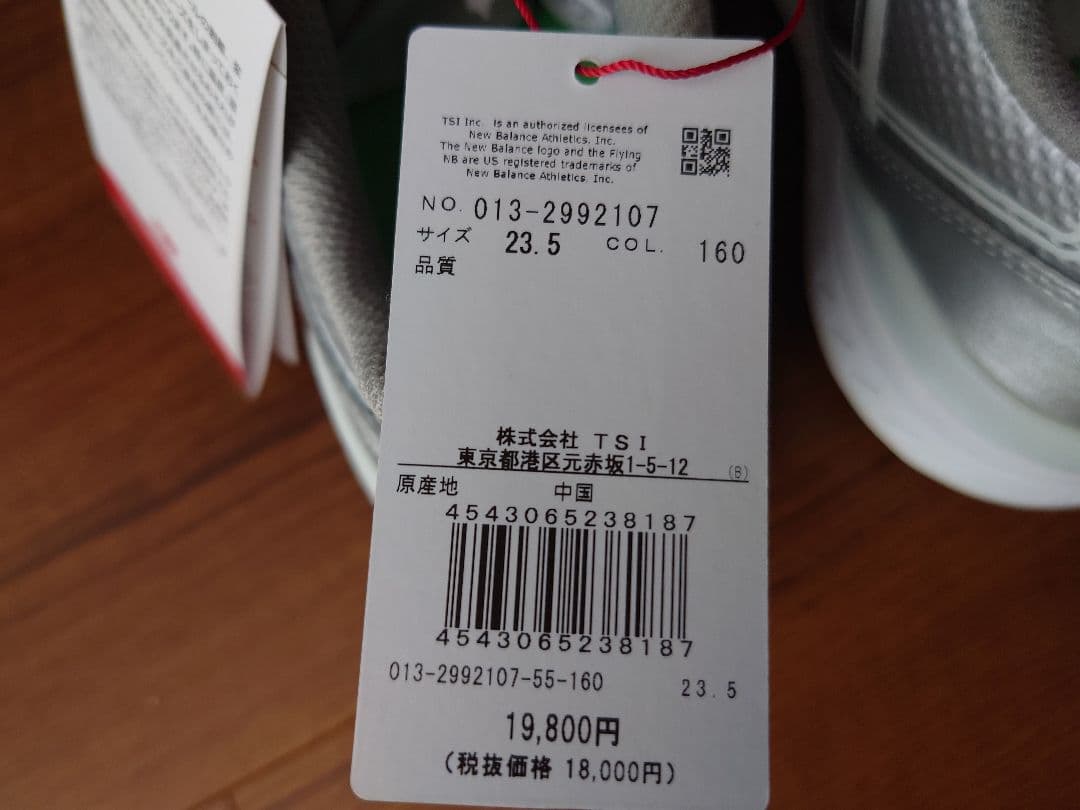 TSI Inc. is an authorized licensees of
New Balance Athletics, Inc.
The New Balance logo and the Flying
NB are US registered trademarks of
New Balance Athletics, Inc.
NO. 013-2992107
サイズ 23.5 COL. 160
品質
株式会社 TSI
東京都港区元赤坂1-5-12 (B)
原産地 中国
4543065238187
4543065238187
013-2992107-55-160 23.5
19,800円
(税抜価格 18,000円)